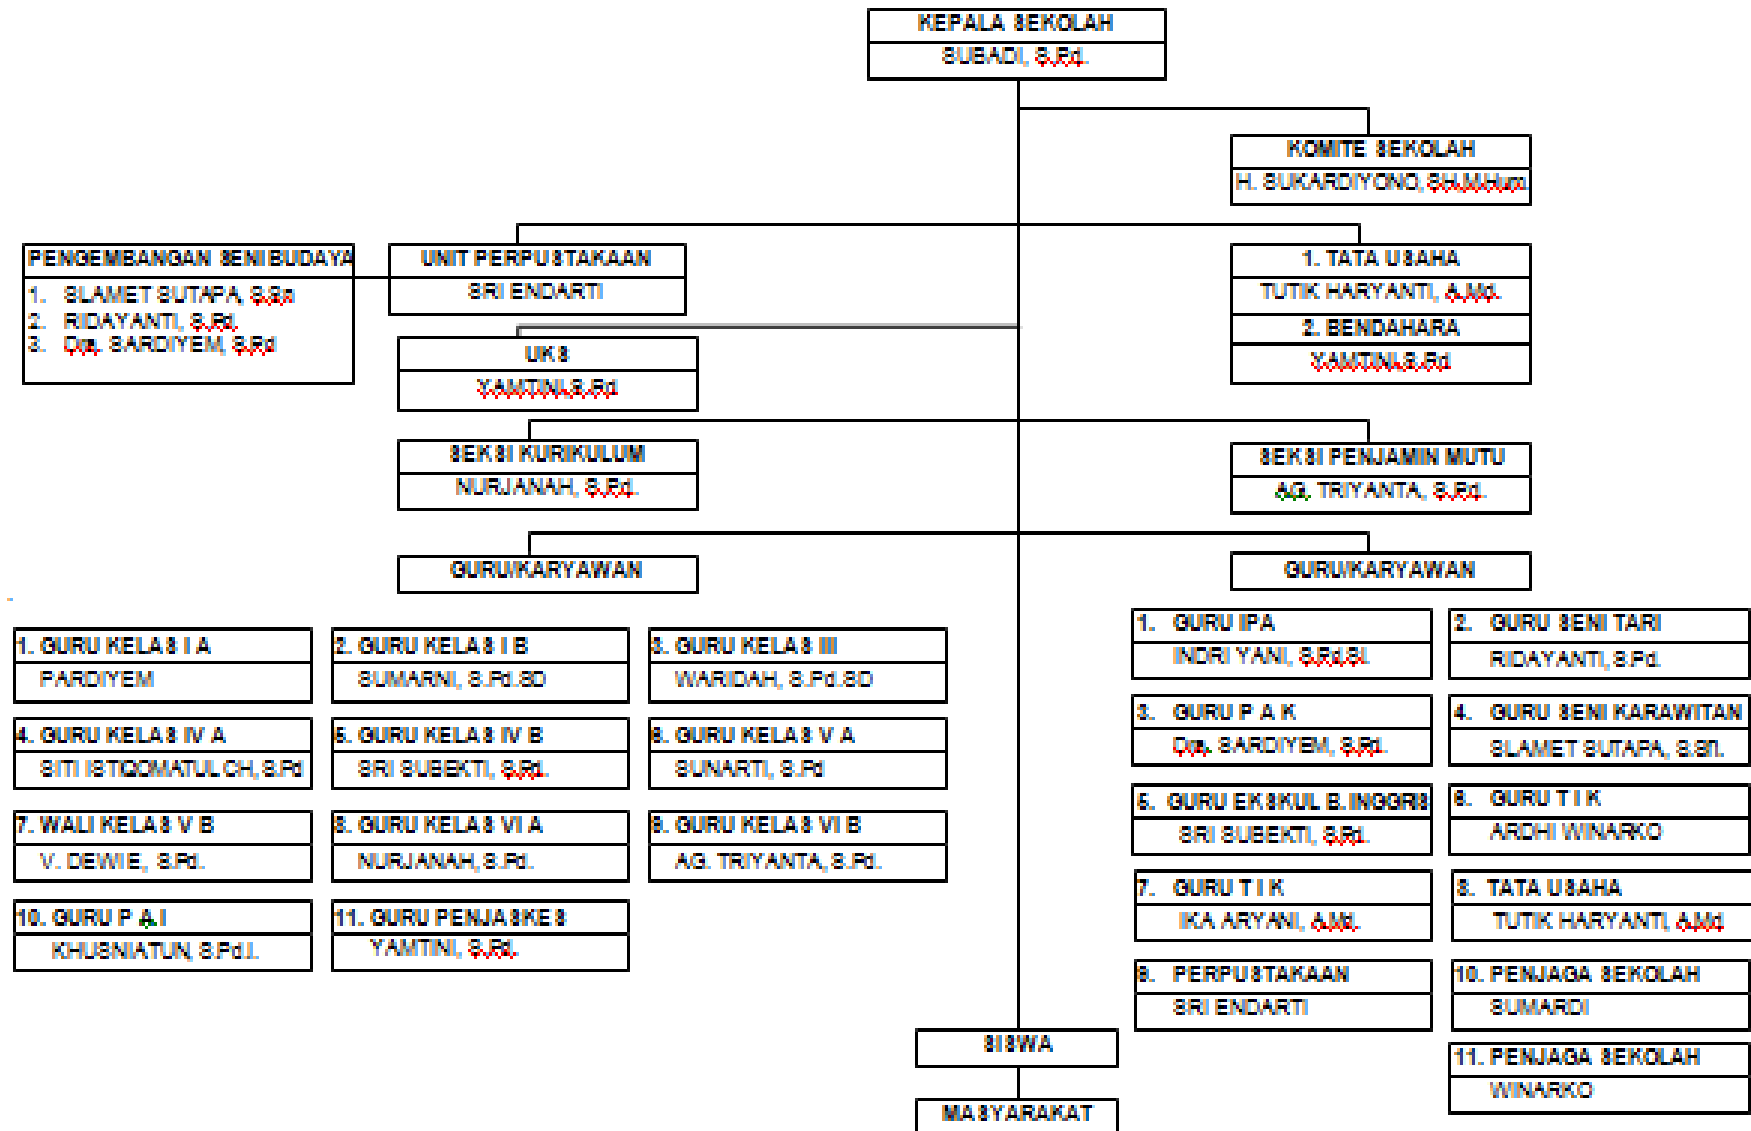 KEPALA SEKOLAH
SUBADI, S.Pd.
KOMITE SEKOLAH
H. SUKARDIYONO, SH.M.Hum.
PENGEMBANGAN SENI BUDAYA
1. SLAMET SUTAPA, S.Sn
2. RIDAYANTI, S.Pd.
3. Dra. SARDIYEM, S.Pd
UNIT PERPUSTAKAAN
SRI ENDARTI
1. TATA USAHA
TUTIK HARYANTI, A.Md.
2. BENDAHARA
YAMTINI,S.Pd
UKS
YAMTINI,S.Pd
SEKSI KURIKULUM
NURJANAH, S.Pd.
SEKSI PENJAMIN MUTU
AG. TRIYANTA, S.Pd.
GURU/KARYAWAN
GURU/KARYAWAN
1. GURU KELAS I A
PARDIYEM
2. GURU KELAS I B
SUMARNI, S.Pd.SD
3. GURU KELAS III
WARIDAH, S.Pd.SD
4. GURU KELAS IV A
SITI ISTIQOMATUL CH, S.Pd
5. GURU KELAS IV B
SRI SUBEKTI, S.Pd.
6. GURU KELAS V A
SUNARTI, S.Pd
7. WALI KELAS V B
V. DEWIE, S.Pd.
8. GURU KELAS VI A
NURJANAH, S.Pd.
9. GURU KELAS VI B
AG. TRIYANTA, S.Pd.
10. GURU P A I
KHUSNIATUN, S.Pd.I.
11. GURU PENJASKES
YAMTINI, S.Pd.
1. GURU IPA
INDRI YANI, S.Pd.Si.
2. GURU SENI TARI
RIDAYANTI, S.Pd.
3. GURU P A K
Dra. SARDIYEM, S.Pd.
4. GURU SENI KARAWITAN
SLAMET SUTAPA, S.Sn.
5. GURU EKSKUL B. INGGRIS
SRI SUBEKTI, S.Pd.
6. GURU T I K
ARDHI WINARKO
7. GURU T I K
IKA ARYANI, A.Md.
8. TATA USAHA
TUTIK HARYANTI, A.Md
9. PERPUSTAKAAN
SRI ENDARTI
10. PENJAGA SEKOLAH
SUMARDI
11. PENJAGA SEKOLAH
WINARKO
SISWA
MASYARAKAT